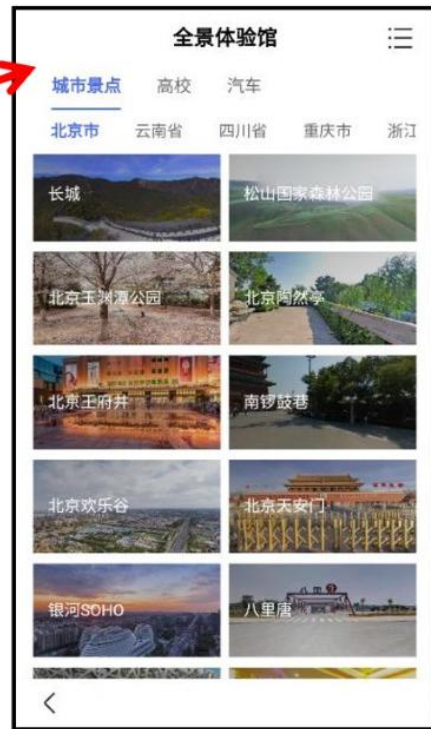 全景体验馆
城市景点 高校 汽车
北京市 云南省 四川省 重庆市 浙江
长城 松山国家森林公园
北京玉渊潭公园 北京陶然亭
北京王府井 南锣鼓巷
北京欢乐谷 北京天安门
银河SOHO 八里唐